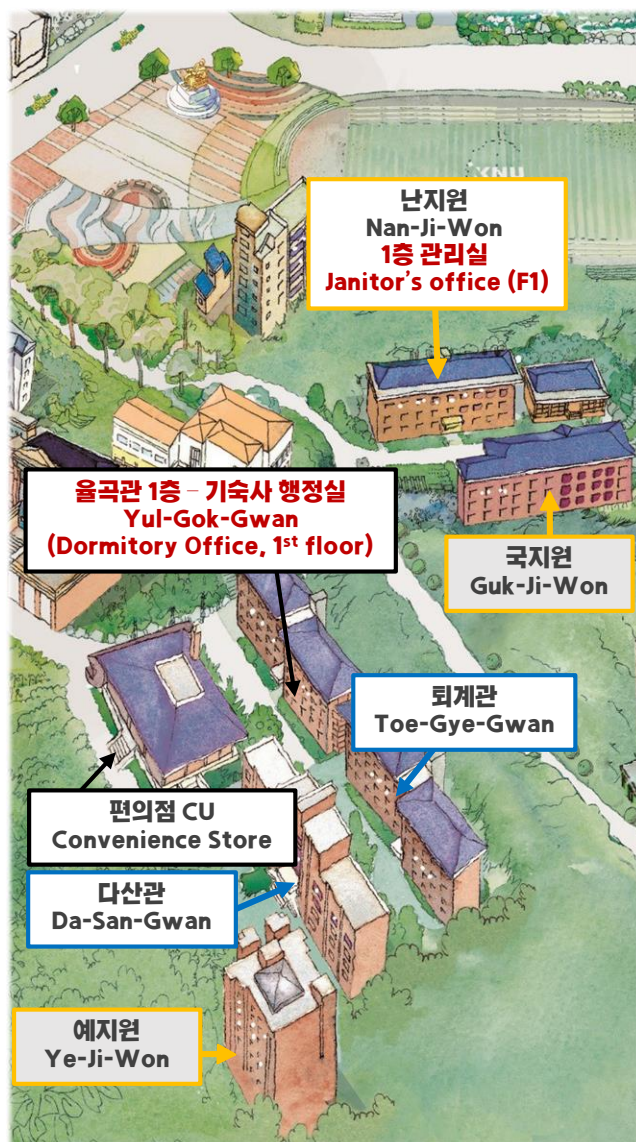 KNU
난지원
Nan-Ji-Won
1층 관리실
Janitor's office (F1)
율곡관 1층 – 기숙사 행정실
Yul-Gok-Gwan
(Dormitory Office, 1st floor)
국지원
Guk-Ji-Won
퇴계관
Toe-Gye-Gwan
편의점 CU
Convenience Store
다산관
Da-San-Gwan
예지원
Ye-Ji-Won